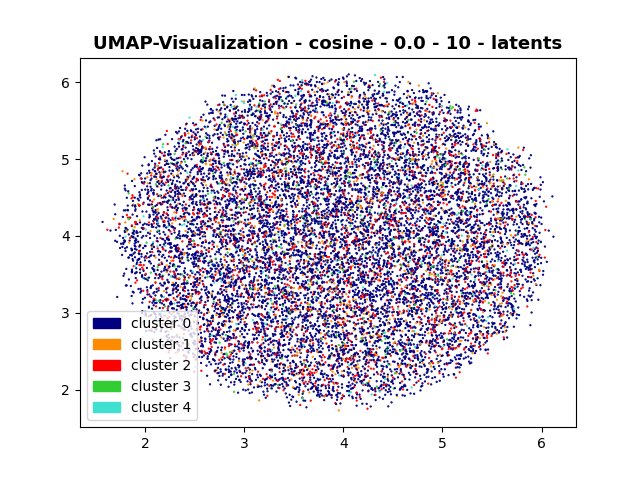 UMAP-Visualization - cosine - 0.0 - 10 - latents
6
5
4
3
2
cluster 0
cluster 1
cluster 2
cluster 3
cluster 4
2 3 4 5 6